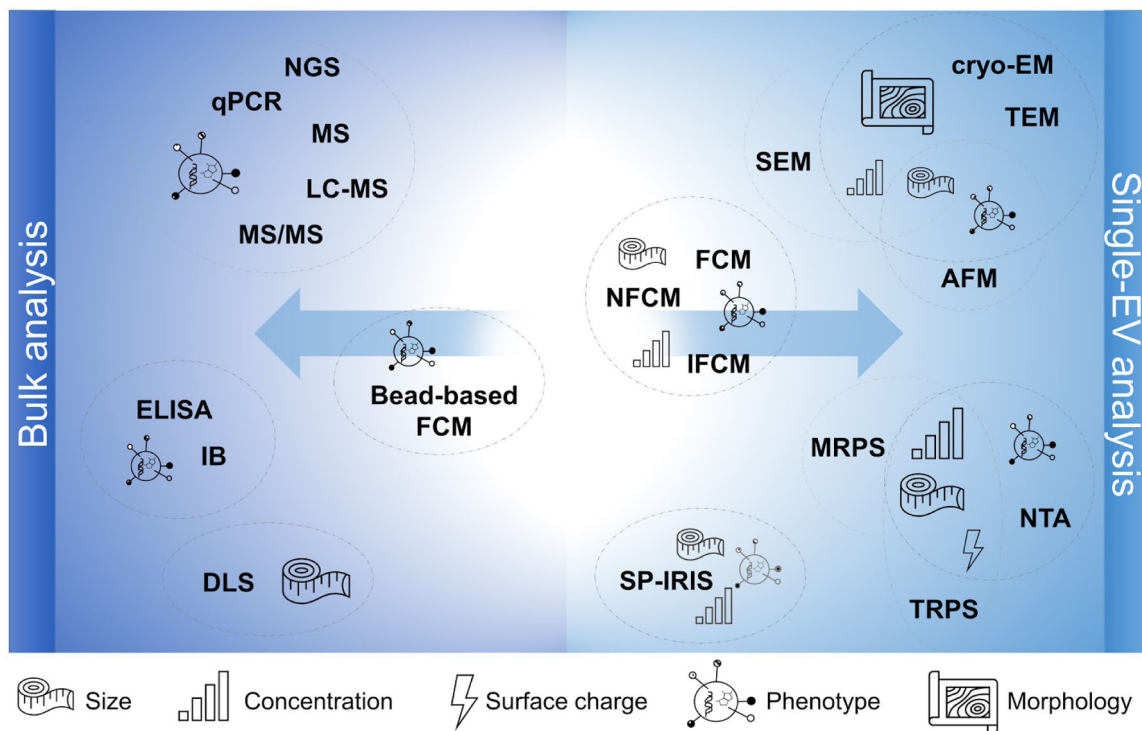 Bulk analysis
NGS
qPCR
MS
LC-MS
MS/MS
ELISA
IB
DLS
Bead-based
FCM
cryo-EM
TEM
SEM
AFM
FCM
NFCM
IFCM
MRPS
NTA
TRPS
SP-IRIS
Single-EV analysis
Size
Concentration
Surface charge
Phenotype
Morphology